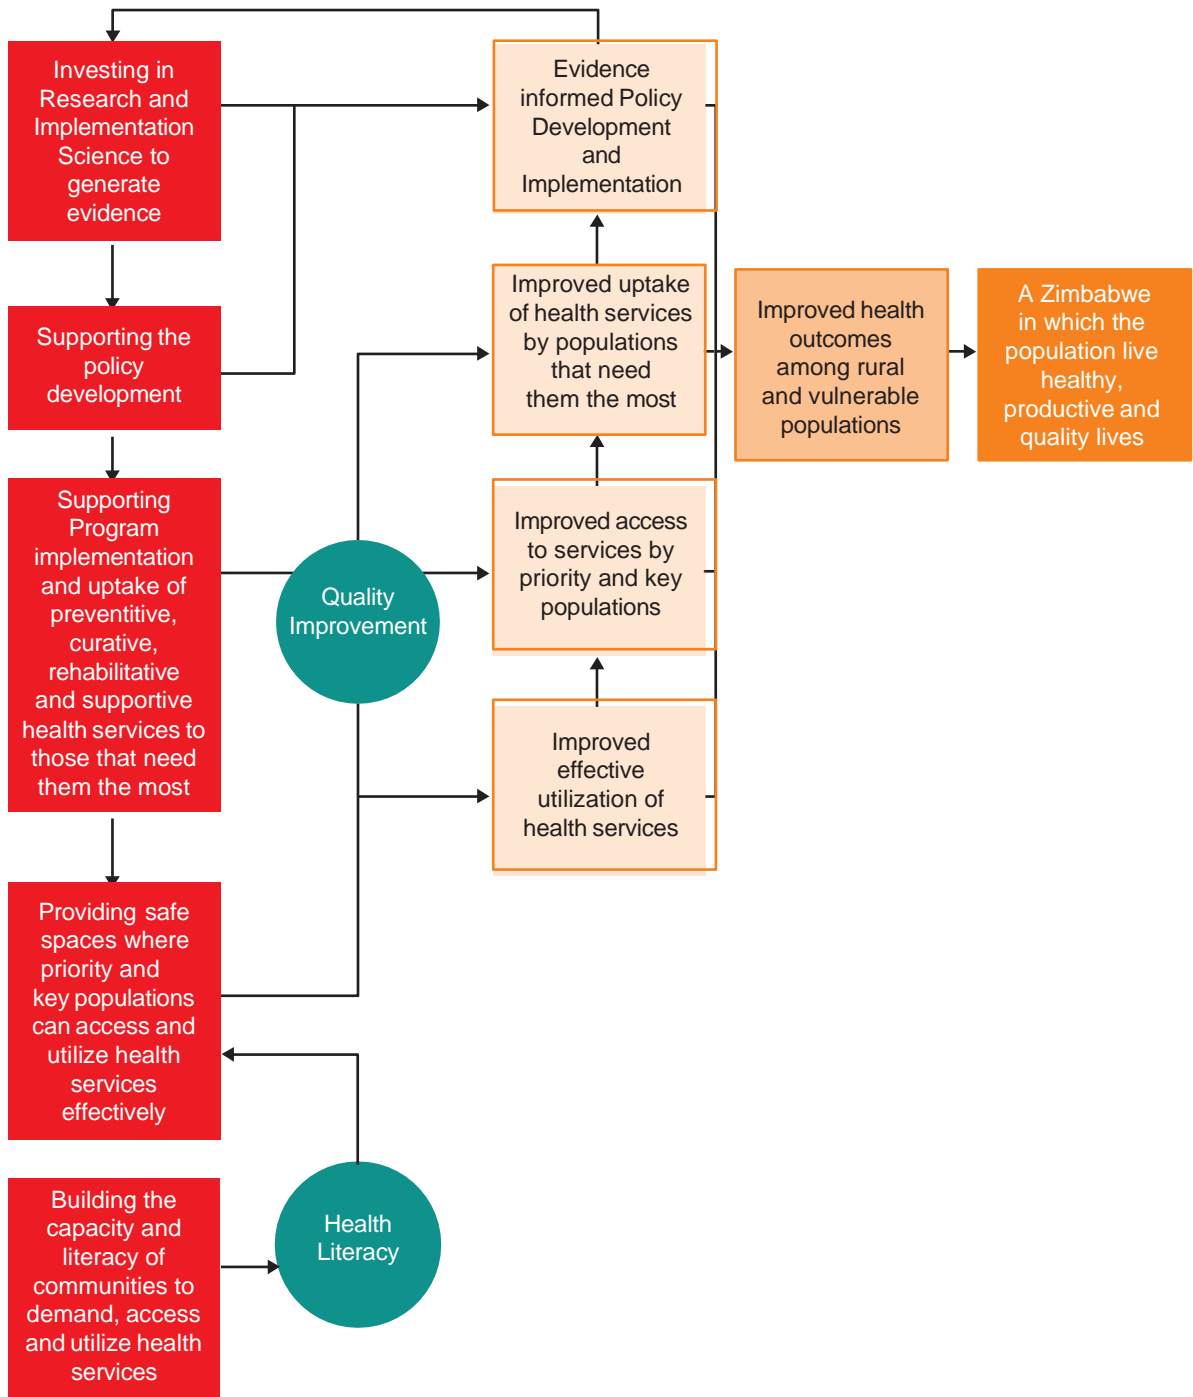 Investing in
Research and
Implementation
Science to
generate
evidence
Supporting the
policy
development
Supporting
Program
implementation
and uptake of
preventitive,
curative,
rehabilitative
and supportive
health services to
those that need
them the most
Providing safe
spaces where
priority and
key populations
can access and
utilize health
services
effectively
Building the
capacity and
literacy of
communities to
demand, access
and utilize health
services
Quality
Improvement
Health
Literacy
Evidence
informed Policy
Development
and
Implementation
Improved uptake
of health services
by populations
that need
them the most
Improved access
to services by
priority and key
populations
Improved
effective
utilization of
health services
Improved health
outcomes
among rural
and vulnerable
populations
A Zimbabwe
in which the
population live
healthy,
productive and
quality lives